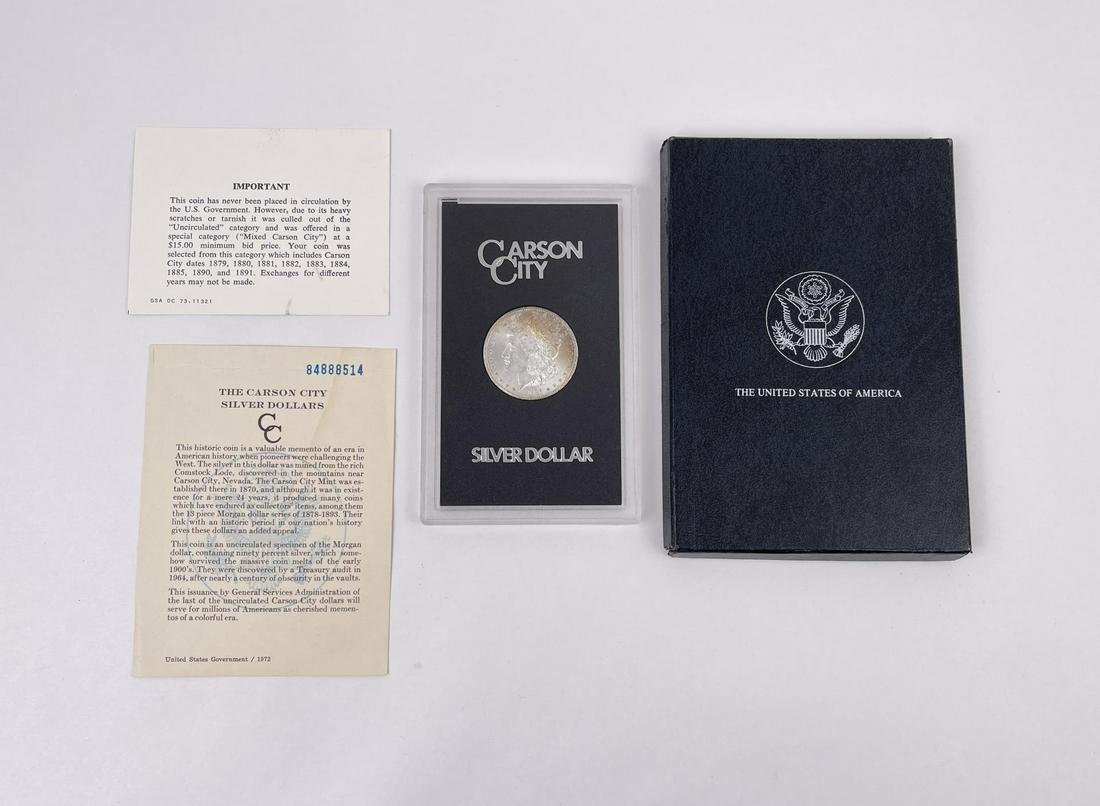 IMPORTANT
This coin has never been placed in circulation by
the U.S. Government. However, due to its heavy
scratches or tarnish it was culled out of the
"Uncirculated" category and was offered in a
special category ("Mixed Carson City") at a
$15.00 minimum bid price. Your coin was
selected from this category which includes Carson
City dates 1879, 1880, 1881, 1882, 1883, 1884,
1885, 1890, and 1891. Exchanges for different
years may not be made.
GSA DC 73.11321
84888514
THE CARSON CITY
SILVER DOLLARS
CC
This historic coin is a valuable memento of an era in
American history when pioneers were challenging the
West. The silver in this dollar was mined from the rich
Comstock Lode, discovered in the mountains near
Carson City, Nevada. The Carson City Mint was es-
tablished there in 1870, and although it was in exist-
ence for a mere 24 years, it produced many coins
which have endured as collectors' items, among them
the 13 piece Morgan dollar series of 1878-1893. Their
link with an historic period in our nation's history
gives these dollars an added appeal.
This coin is an uncirculated specimen of the Morgan
dollar, containing ninety percent silver, which some-
how survived the massive coin melts of the early
1900's. They were discovered by a Treasury audit in
1964, after nearly a century of obscurity in the vaults.
This issuance by General Services Administration of
the last of the uncirculated Carson City dollars will
serve for millions of Americans as cherished memen-
tos of a colorful era.
United States Government / 1972
CARSON
CITY
SILVER DOLLAR
THE UNITED STATES OF AMERICA